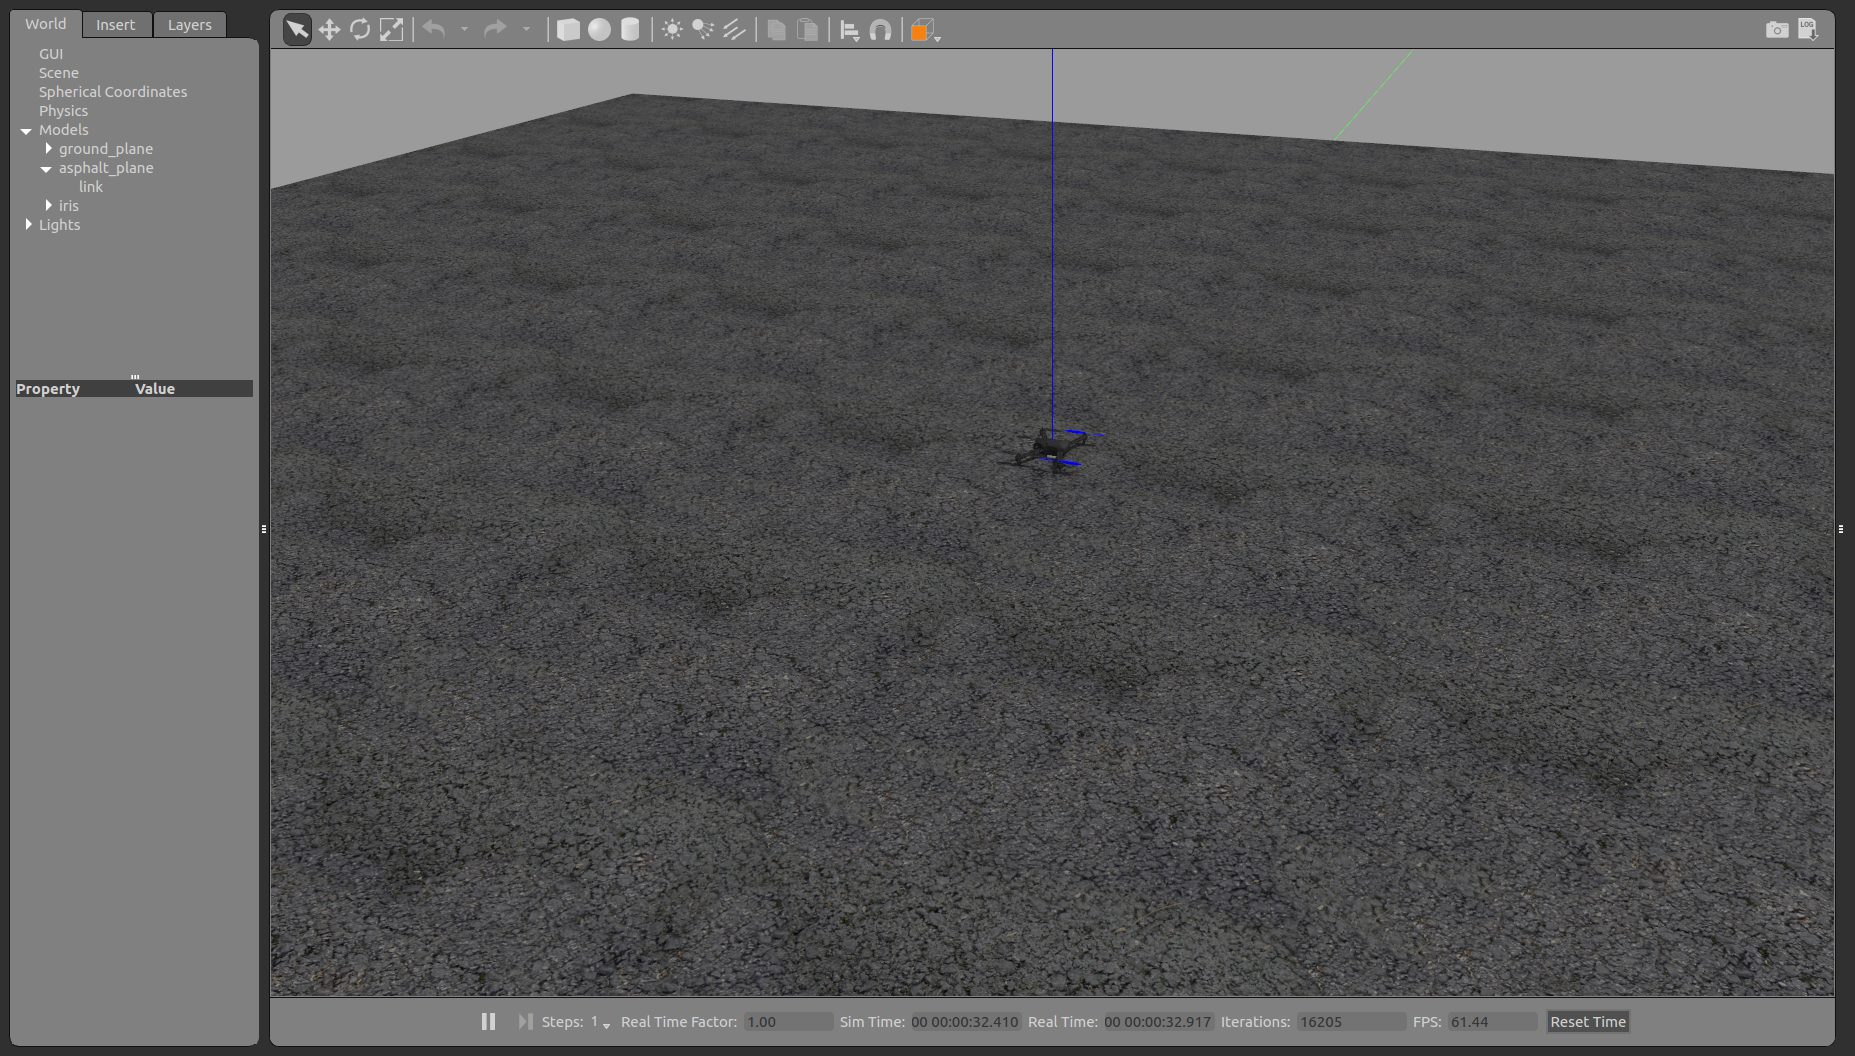 World Insert Layers
GUI
Scene
Spherical Coordinates
Physics
Models
ground_plane
asphalt_plane
link
iris
Lights
Property Value
LOG
Steps: 1 Real Time Factor: 1.00 Sim Time: 00 00:00:32.410 Real Time: 00 00:00:32.917 Iterations: 16205 FPS: 61.44 Reset Time